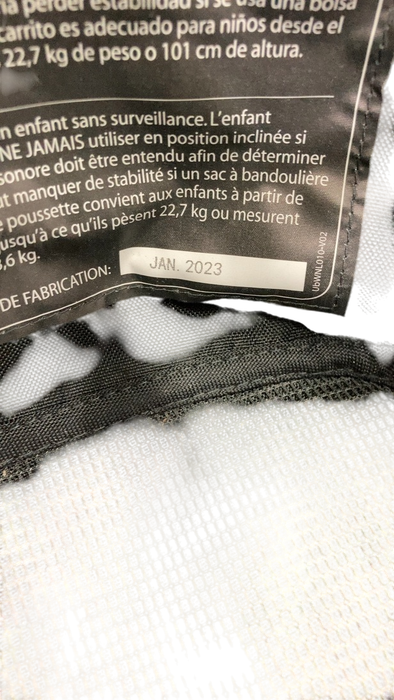 perder estabilidad si se usa una bolsa
carrito es adecuado para niños desde el
22,7 kg de peso o 101 cm de altura.
n enfant sans surveillance. L'enfant
NE JAMAIS utiliser en position inclinée si
sonore doit être entendu afin de déterminer
ut manquer de stabilité si un sac à bandoulière
e poussette convient aux enfants à partir de
usqu'à ce qu'ils pèsent 22,7 kg ou mesurent
,6 kg.
DE FABRICATION: JAN. 2023
UbWNL010-V02